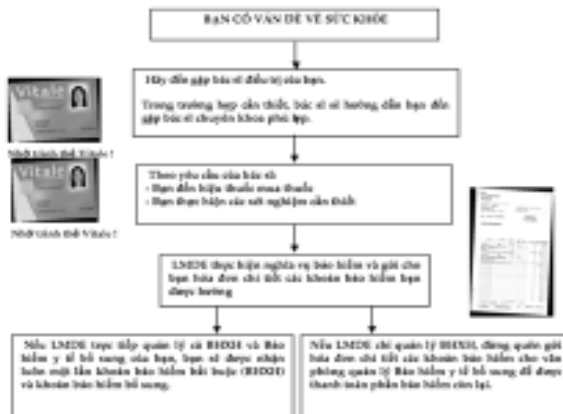 BẠN CÓ VẤN ĐỀ VỀ SỨC KHỎE
Hãy đến gặp bác sĩ điều trị của bạn.
Trong trường hợp cần thiết, bác sĩ sẽ hướng dẫn bạn đến
gặp bác sĩ chuyên khoa phù hợp.
Vitale
Nhớ trình thẻ Vitale !
Vitale
Nhớ trình thẻ Vitale !
Theo yêu cầu của bác sĩ:
- Bạn đến hiệu thuốc mua thuốc
- Bạn thực hiện các xét nghiệm cần thiết
LMDE thực hiện nghĩa vụ bảo hiểm và gửi cho
bạn hóa đơn chi tiết các khoản bảo hiểm bạn
được hưởng
Nếu LMDE trực tiếp quản lý cả BHXH và Bảo
hiểm y tế bổ sung của bạn, bạn sẽ được nhận
luôn một lần khoản bảo hiểm bắt buộc (BHXH)
và khoản bảo hiểm bổ sung.
Nếu LMDE chỉ quản lý BHXH, đừng quên gửi
hóa đơn chi tiết các khoản bảo hiểm cho văn
phòng quản lý Bảo hiểm y tế bổ sung để được
thanh toán phần bảo hiểm còn lại.